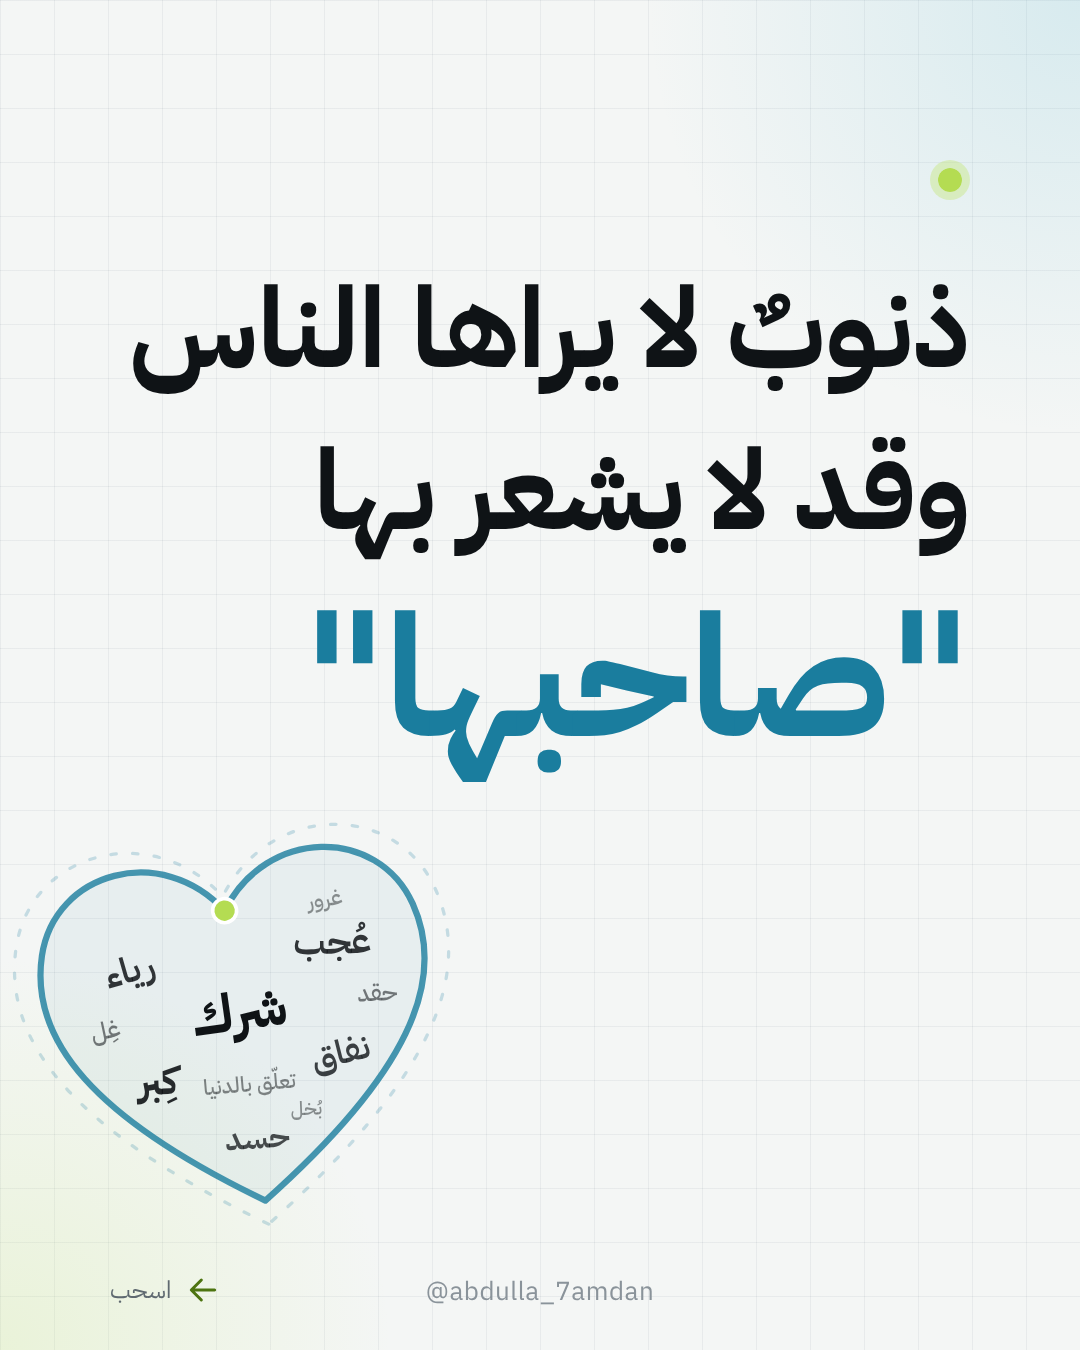 ذنوبٌ لا يراها الناس
وقد لا يشعر بها
"صاحبها"
غرور
عُجب
رياء
حقد
شرك
غِل
نفاق
كِبر
تعلّق بالدنيا
بُخل
حسد
اسحب
@abdulla_7amdan